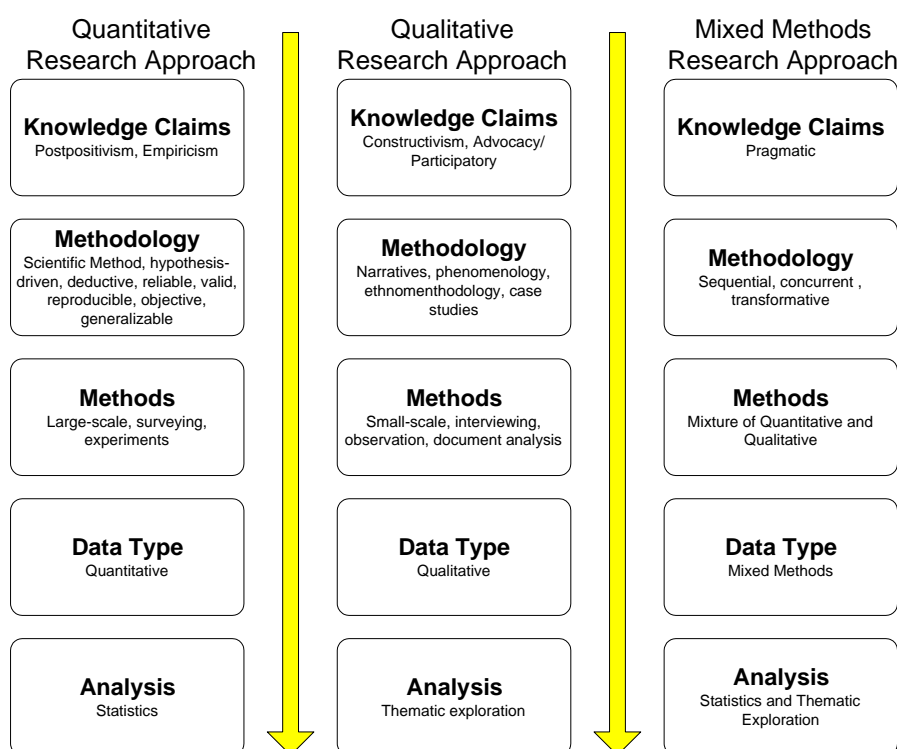 Quantitative
Research Approach
Knowledge Claims
Postpositivism, Empiricism
Methodology
Scientific Method, hypothesis-
driven, deductive, reliable, valid,
reproducible, objective,
generalizable
Methods
Large-scale, surveying,
experiments
Data Type
Quantitative
Analysis
Statistics
Qualitative
Research Approach
Knowledge Claims
Constructivism, Advocacy/
Participatory
Methodology
Narratives, phenomenology,
ethnomenthodology, case
studies
Methods
Small-scale, interviewing,
observation, document analysis
Data Type
Qualitative
Analysis
Thematic exploration
Mixed Methods
Research Approach
Knowledge Claims
Pragmatic
Methodology
Sequential, concurrent ,
transformative
Methods
Mixture of Quantitative and
Qualitative
Data Type
Mixed Methods
Analysis
Statistics and Thematic
Exploration